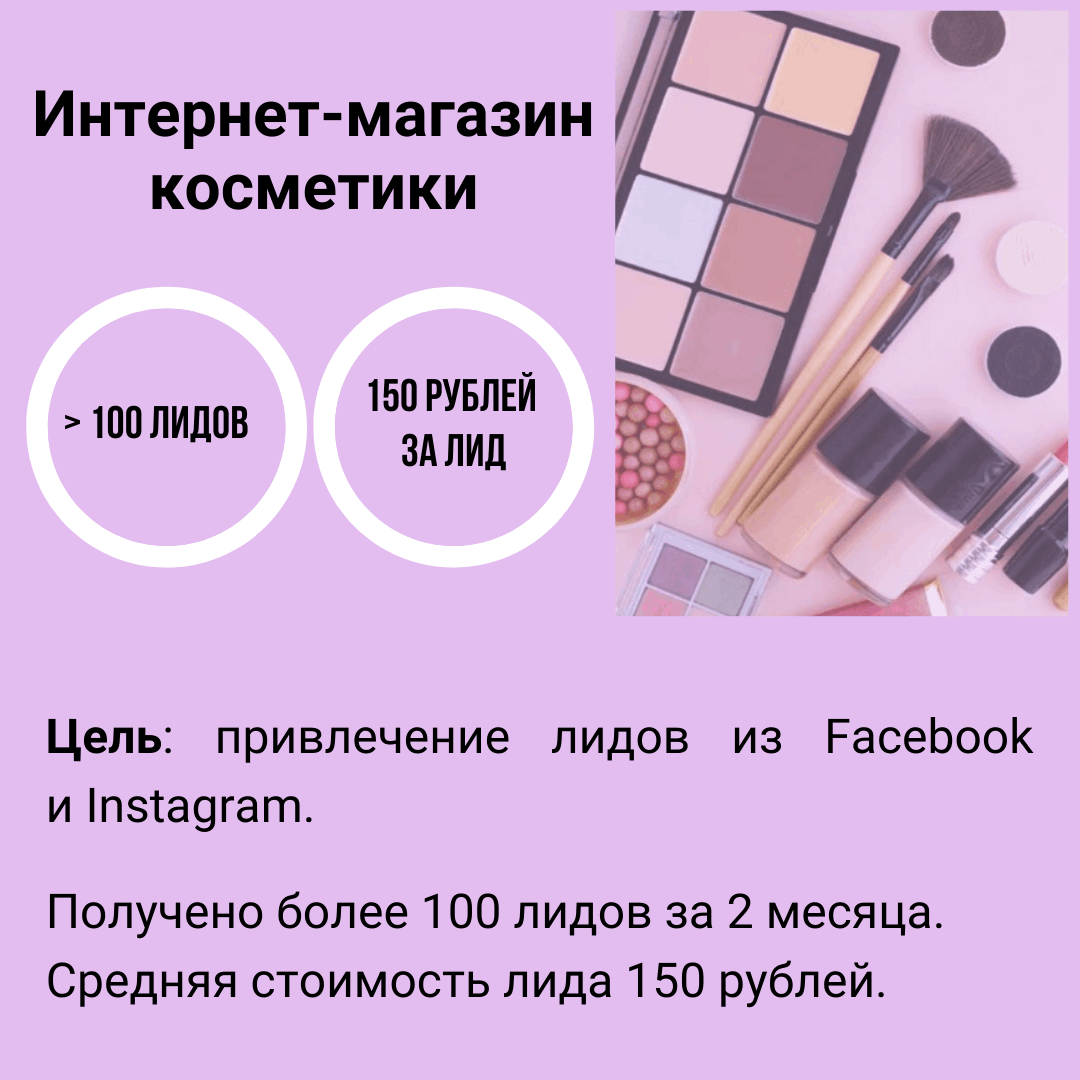 Интернет-магазин
косметики
> 100 ЛИДОВ
150 РУБЛЕЙ
ЗА ЛИД
Цель: привлечение лидов из Facebook
и Instagram.
Получено более 100 лидов за 2 месяца.
Средняя стоимость лида 150 рублей.